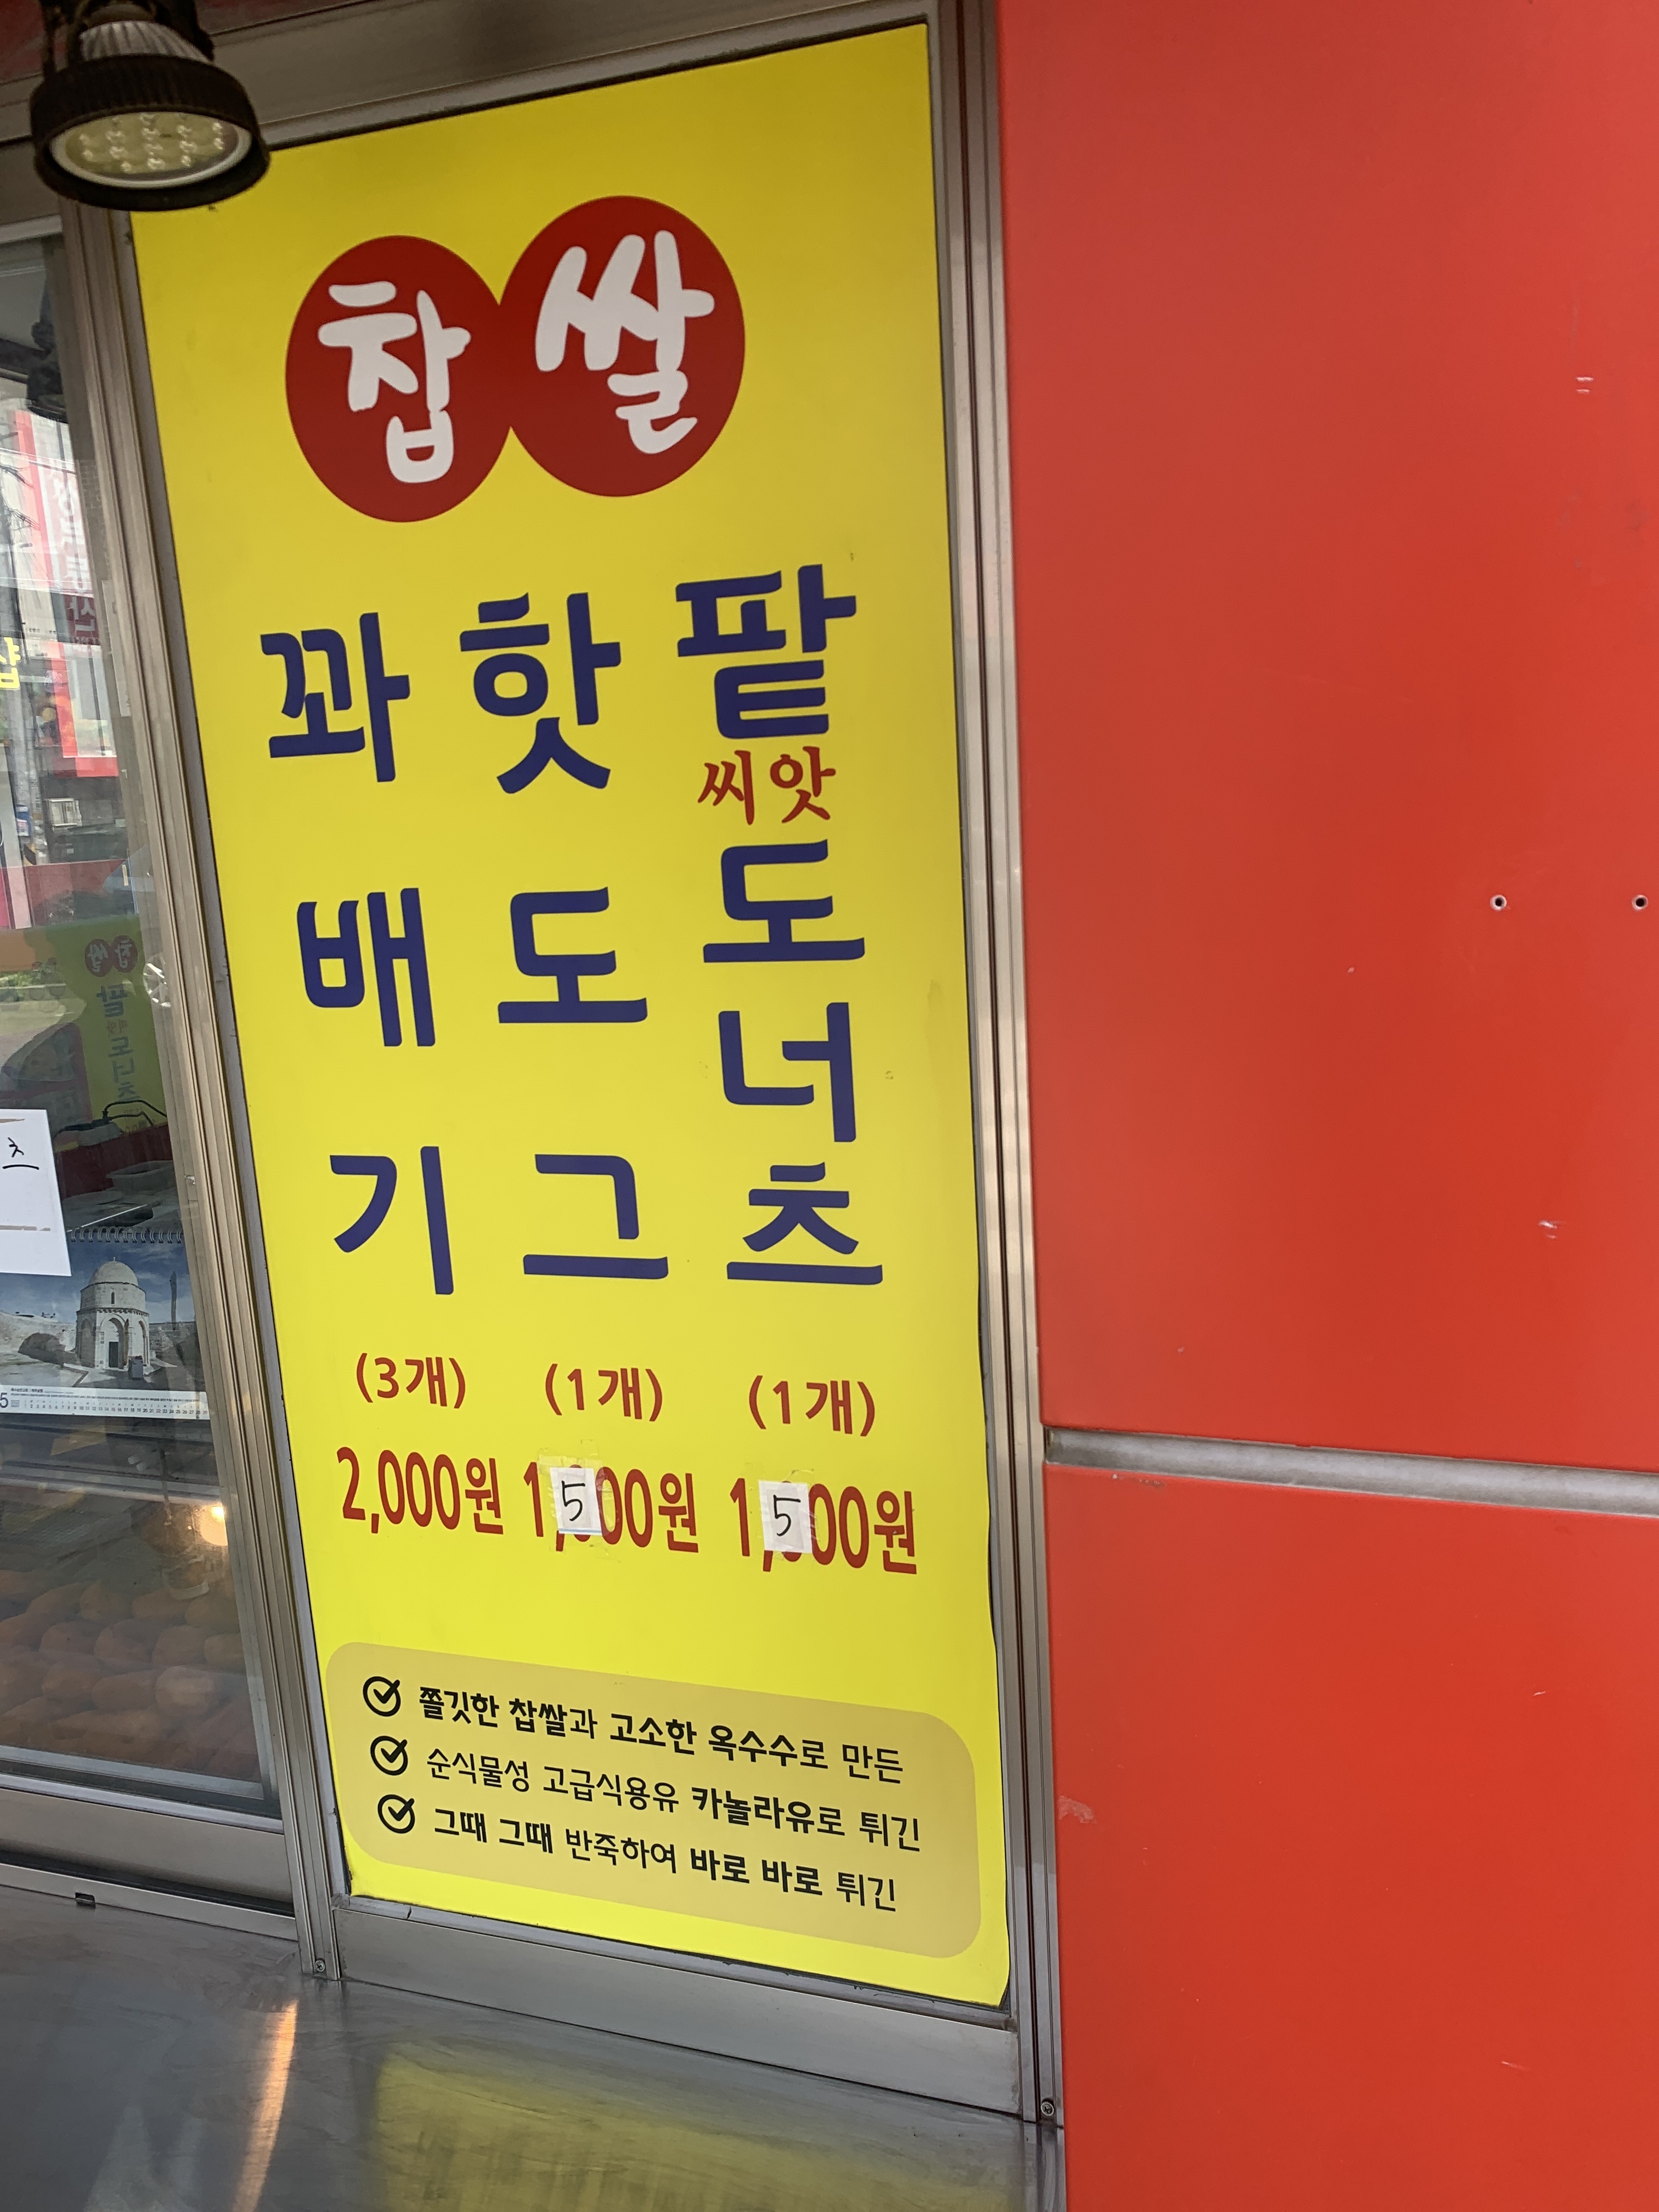 찹쌀
꽈배기
핫도그
팥씨앗도너츠
(3개) (1개) (1개)
2,000원 1,500원 1,500원
쫄깃한 찹쌀과 고소한 옥수수로 만든
순식물성 고급식용유 카놀라유로 튀긴
그때 그때 반죽하여 바로 바로 튀긴
츠
5